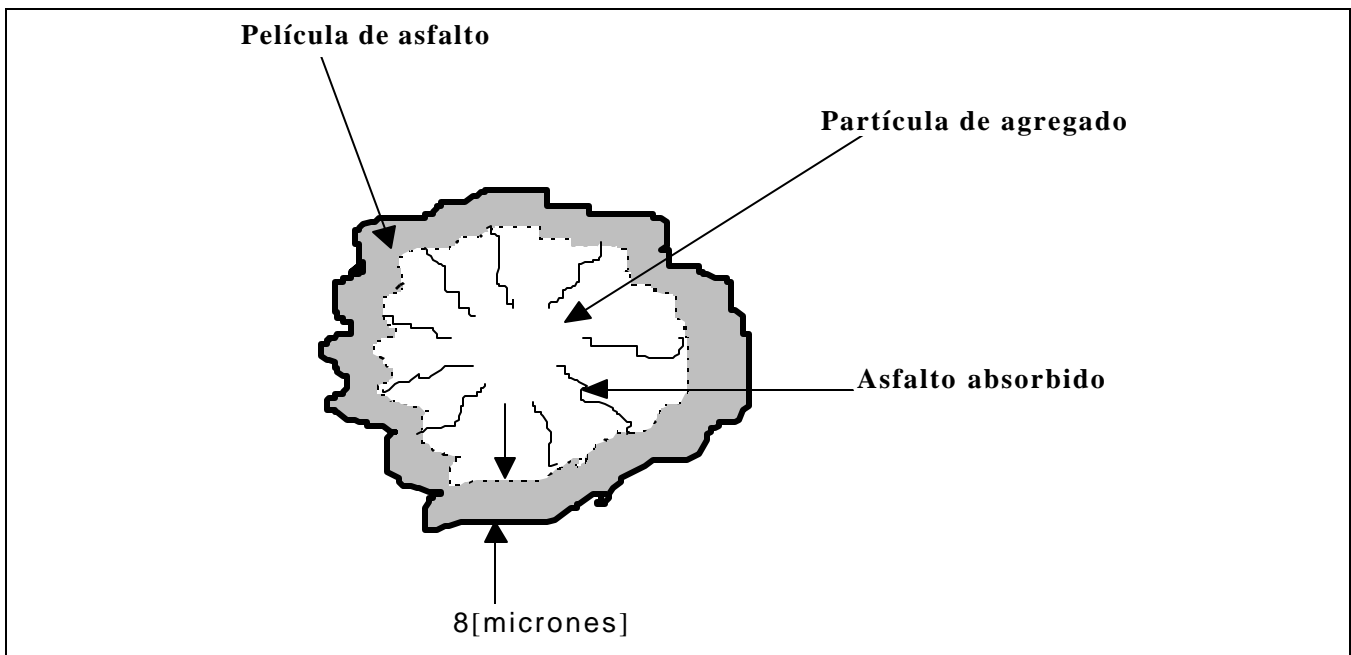 Película de asfalto
Partícula de agregado
Asfalto absorbido
8[micrones]